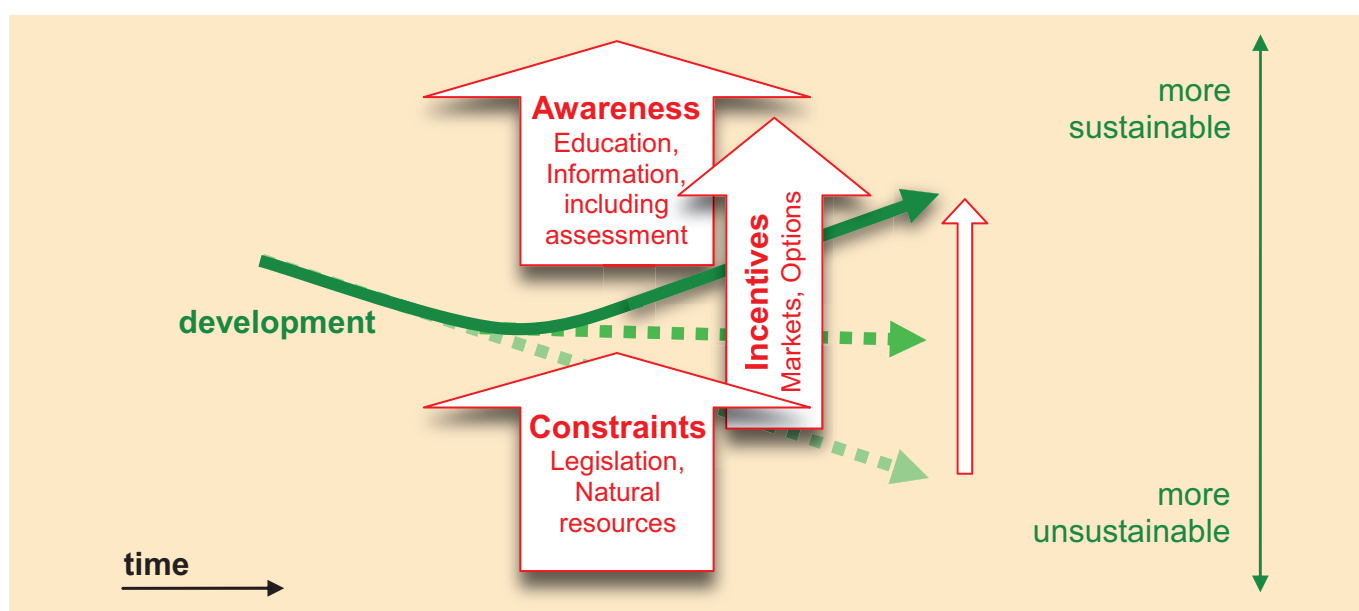 Awareness
Education,
Information,
including
assessment
Incentives
Markets, Options
more
sustainable
development
Constraints
Legislation,
Natural
resources
more
unsustainable
time